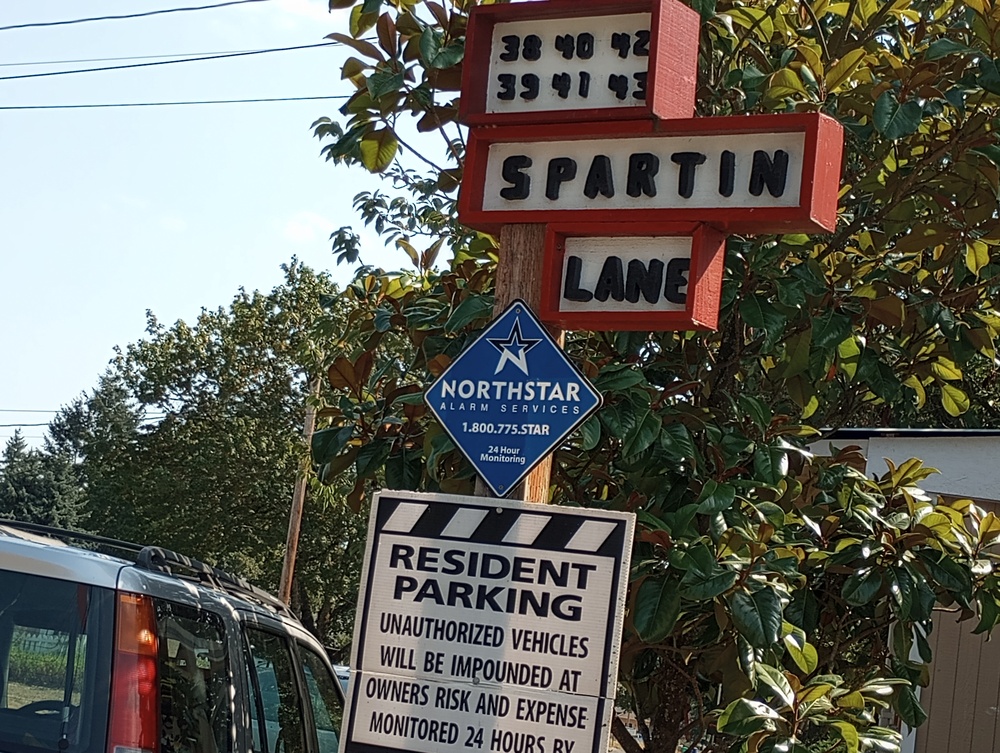 38 40 42
39 41 43
SPARTIN
LANE
NORTHSTAR
ALARM SERVICES
1.800.775.STAR
24 Hour
Monitoring
RESIDENT
PARKING
UNAUTHORIZED VEHICLES
WILL BE IMPOUNDED AT
OWNERS RISK AND EXPENSE
MONITORED 24 HOURS BY